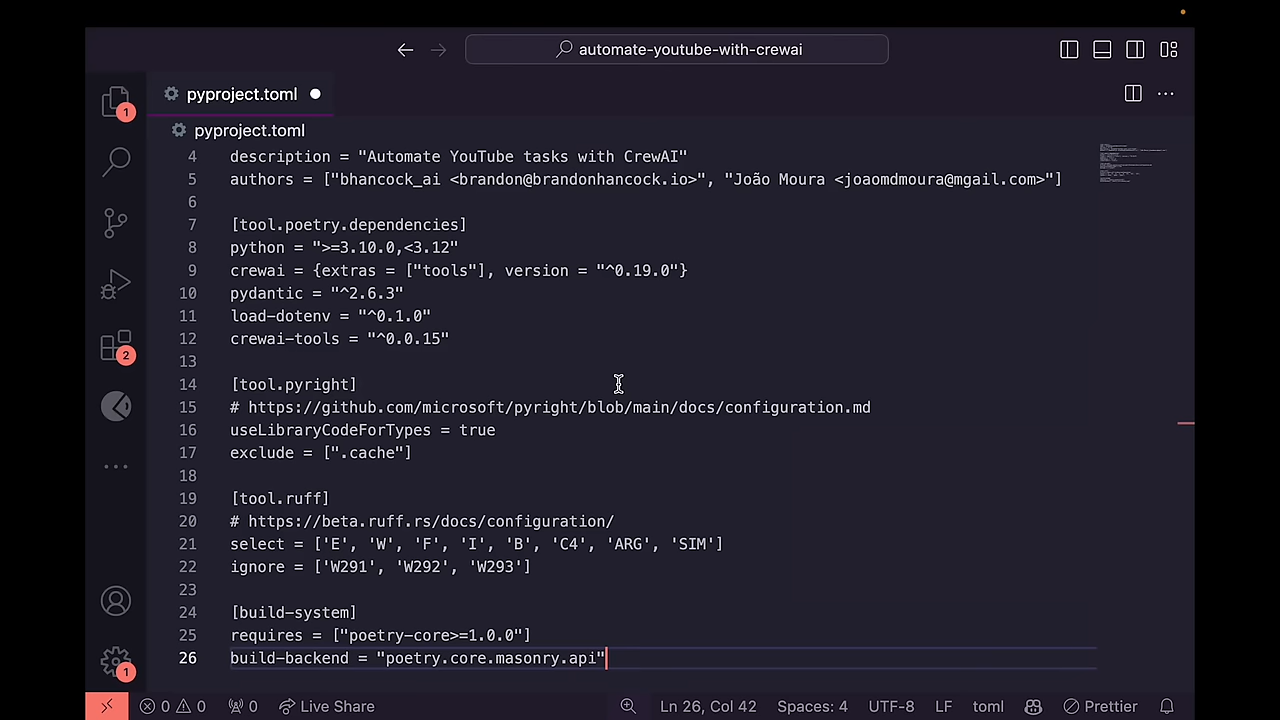 automate-youtube-with-crewai
1
pyproject.toml
pyproject.toml
4 description = "Automate YouTube tasks with CrewAI"
5 authors = ["bhancock_ai <brandon@brandonhancock.io>", "João Moura <joaomdmoura@mgail.com>"]
6
7 [tool.poetry.dependencies]
8 python = ">=3.10.0,<3.12"
9 crewai = {extras = ["tools"], version = "^0.19.0"}
10 pydantic = "^2.6.3"
11 load-dotenv = "^0.1.0"
12 crewai-tools = "^0.0.15"
2
13
14 [tool.pyright]
15 # https://github.com/microsoft/pyright/blob/main/docs/configuration.md
16 useLibraryCodeForTypes = true
17 exclude = [".cache"]
18
19 [tool.ruff]
20 # https://beta.ruff.rs/docs/configuration/
21 select = ['E', 'W', 'F', 'I', 'B', 'C4', 'ARG', 'SIM']
22 ignore = ['W291', 'W292', 'W293']
23
24 [build-system]
25 requires = ["poetry-core>=1.0.0"]
26 build-backend = "poetry.core.masonry.api"
1
0 0 0 Live Share Ln 26, Col 42 Spaces: 4 UTF-8 LF toml Prettier